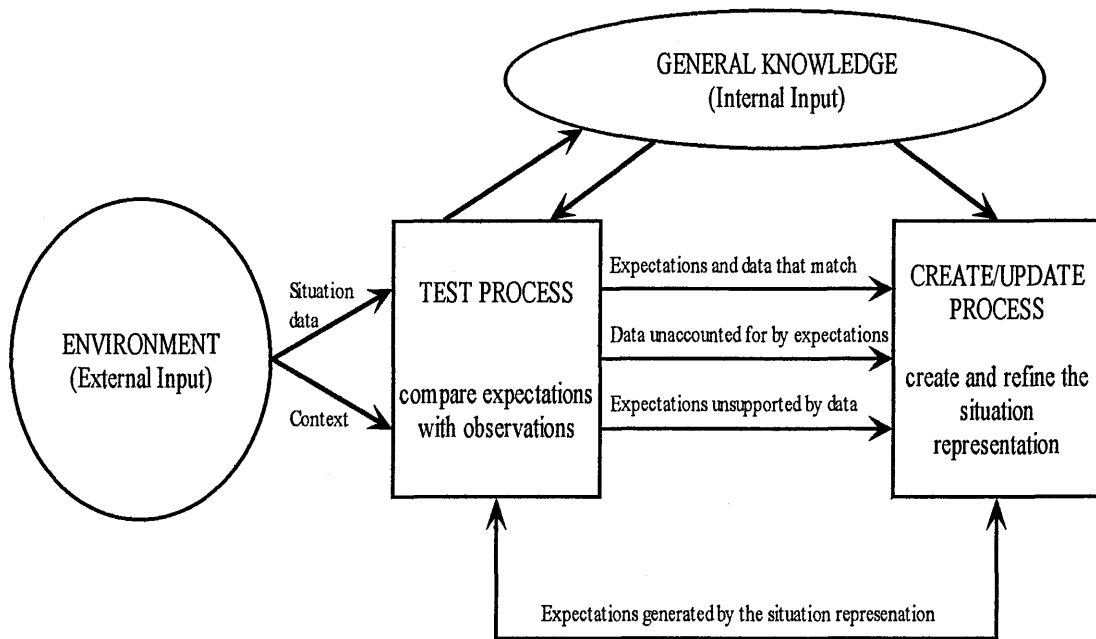 GENERAL KNOWLEDGE
(Internal Input)
ENVIRONMENT
(External Input)
Situation
data
Context
TEST PROCESS
compare expectations
with observations
Expectations and data that match
Data unaccounted for by expectations
Expectations unsupported by data
CREATE/UPDATE
PROCESS
create and refine the
situation
representation
Expectations generated by the situation represenation